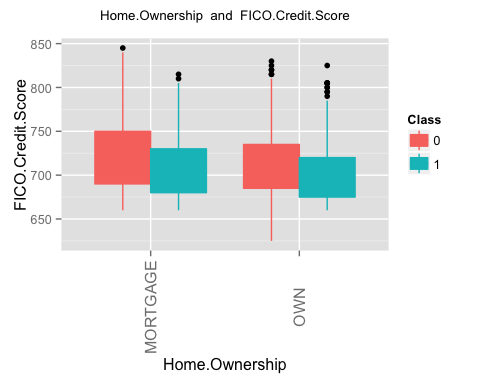 Home.Ownership and FICO.Credit.Score
850
800
750
700
650
FICO.Credit.Score
MORTGAGE
OWN
Home.Ownership
Class
0
1